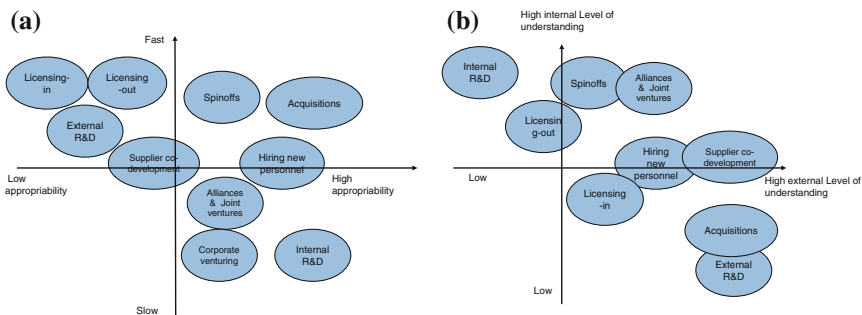 (a)
Fast
Licensing-
in
Licensing
-out
Spinoffs
Acquisitions
External
R&D
Supplier co-
development
Hiring new
personnel
Low
appropriability
High
appropriability
Alliances
& Joint
ventures
Corporate
venturing
Internal
R&D
Slow
(b)
High internal Level of
understanding
Internal
R&D
Spinoffs
Alliances
& Joint
ventures
Licensin
g-out
Hiring
new
personnel
Supplier co-
development
Low
High external Level of
understanding
Licensing
-in
Acquisitions
External
R&D
Low